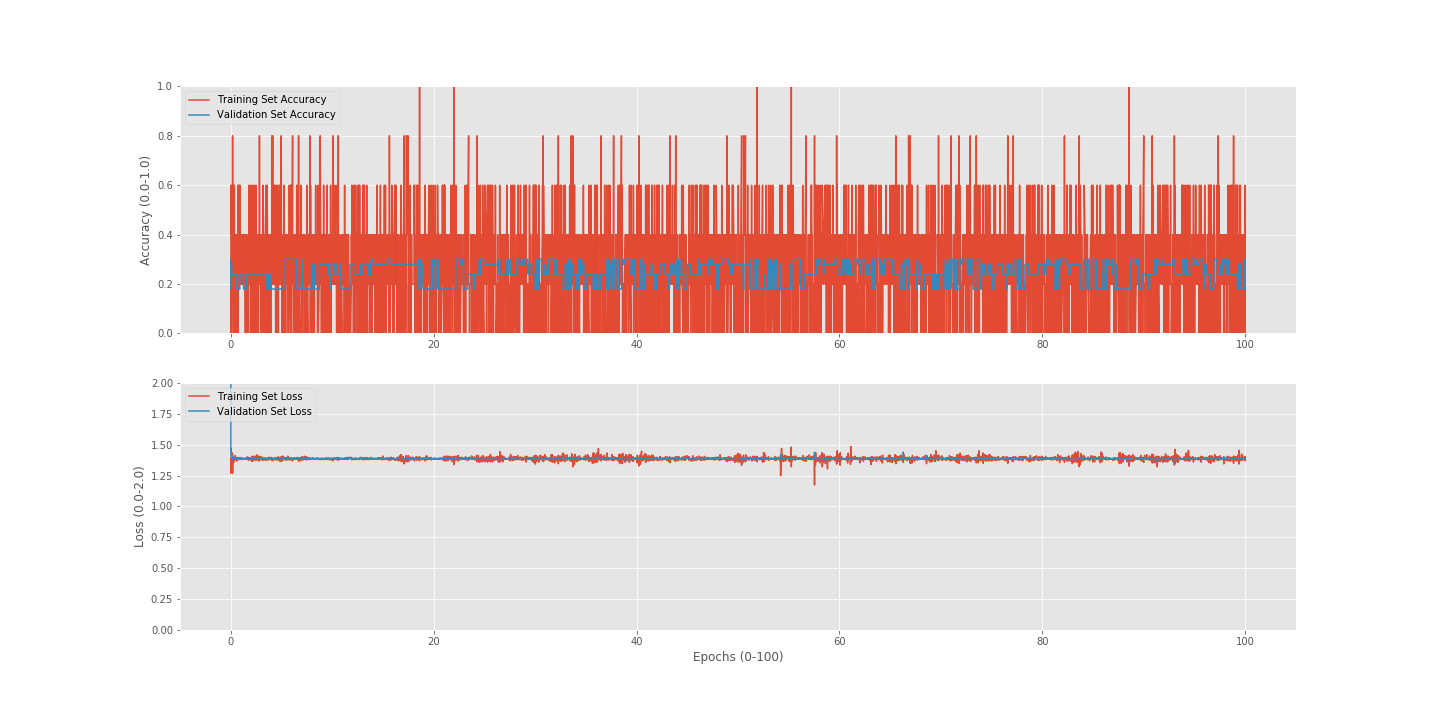 1.0
0.8
0.6
0.4
0.2
0.0
Accuracy (0.0-1.0)
Training Set Accuracy
Validation Set Accuracy
0 20 40 60 80 100
2.00
1.75
1.50
1.25
1.00
0.75
0.50
0.25
0.00
Loss (0.0-2.0)
Training Set Loss
Validation Set Loss
0 20 40 60 80 100
Epochs (0-100)